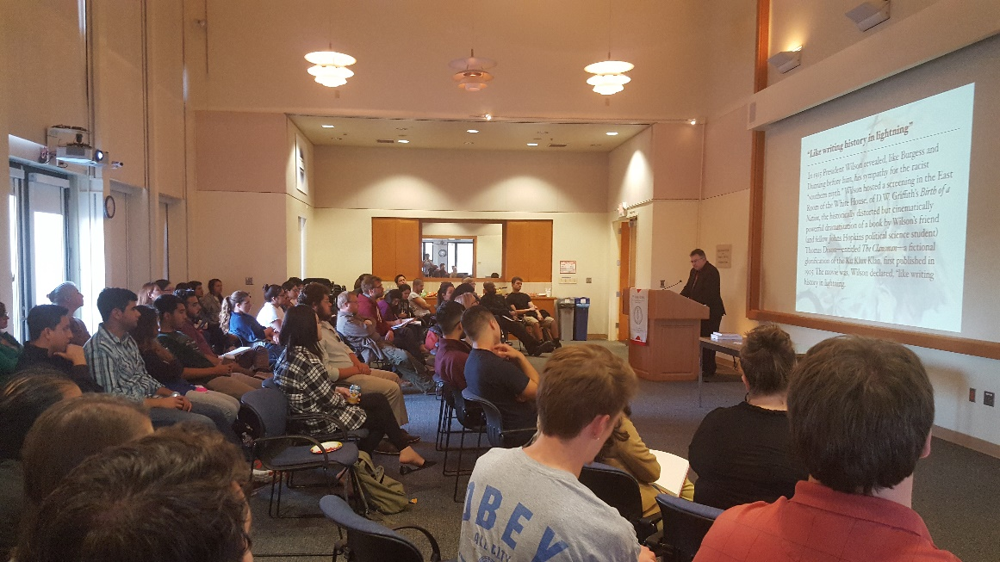 "Like writing history in lightning"
In 1915 President Wilson revealed, like Burgess and
Dunning before him, his sympathy for the racist
"southern myth." Wilson hosted a screening in the East
Room of the White House, of D.W. Griffith's Birth of a
Nation, the historically distorted but cinematically
powerful dramatization of a book by Wilson's friend
(and fellow Johns Hopkins political science student)
Thomas Dixon—entitled The Clansman—a fictional
glorification of the Ku Klux Klan, first published in
1905. The movie was, Wilson declared, "like writing
history in lightning.
OBEY